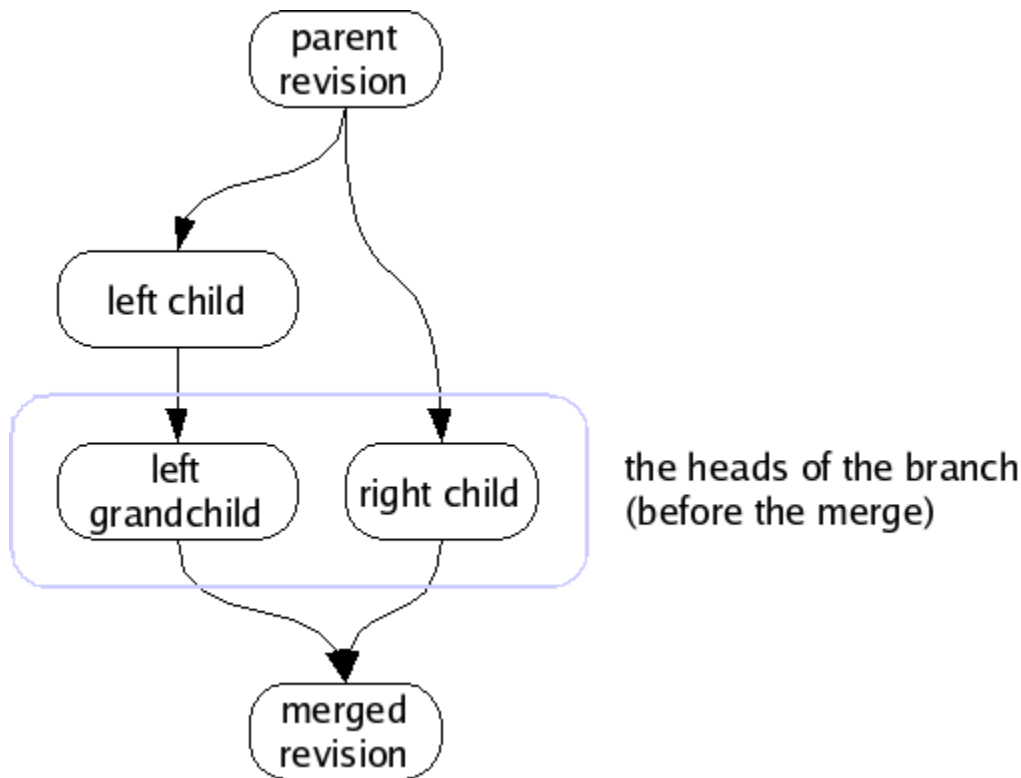 parent
revision
left child
left
grandchild
right child
the heads of the branch
(before the merge)
merged
revision